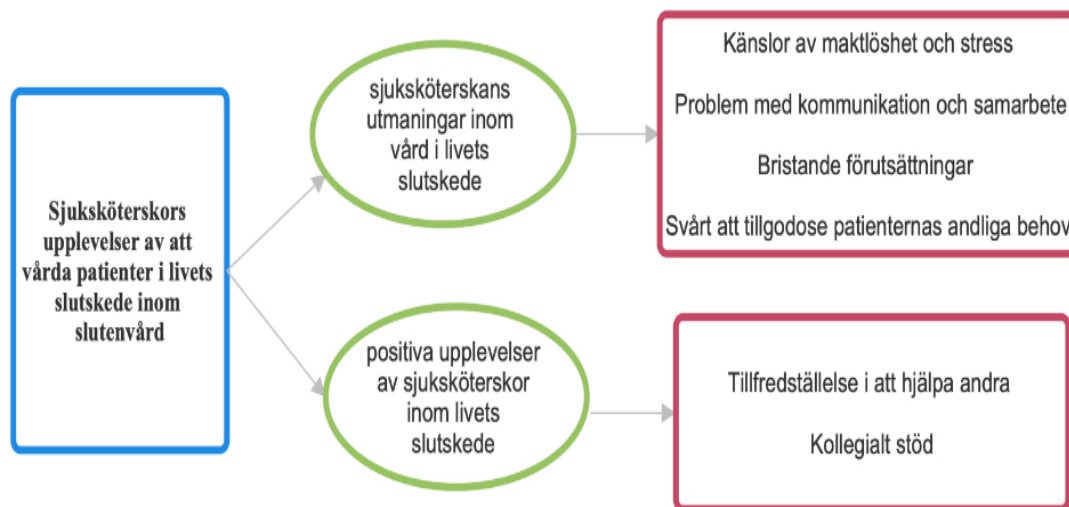 Sjuksköterskors
upplevelser av att
vårda patienter i livets
slutskede inom
slutenvård
sjuksköterskans
utmaningar inom
vård i livets
slutskede
Känslor av maktlöshet och stress
Problem med kommunikation och samarbete
Bristande förutsättningar
Svårt att tillgodose patienternas andliga behov
positiva upplevelser
av sjuksköterskor
inom livets
slutskede
Tillfredställelse i att hjälpa andra
Kollegialt stöd